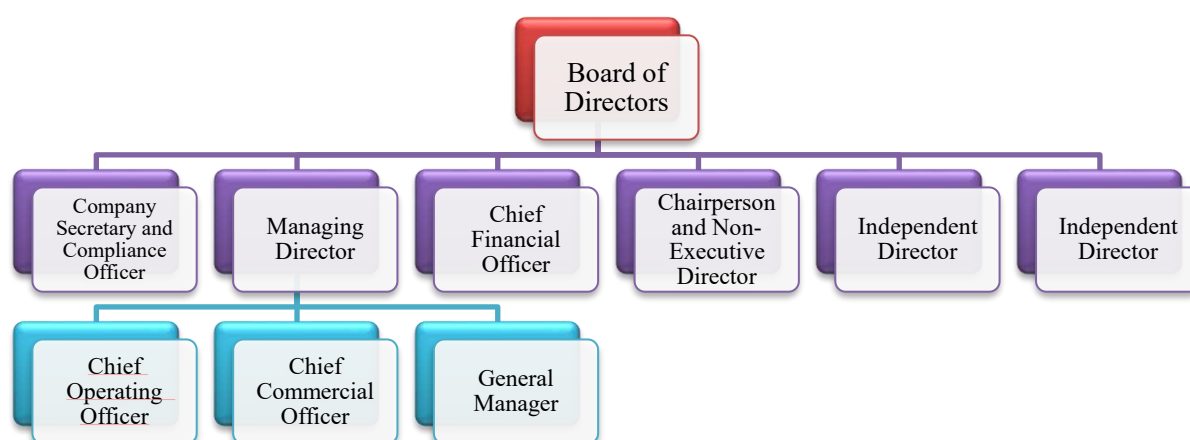 Board of
Directors
Company
Secretary and
Compliance
Officer
Managing
Director
Chief
Financial
Officer
Chairperson
and Non-
Executive
Director
Independent
Director
Independent
Director
Chief
Operating
Officer
Chief
Commercial
Officer
General
Manager